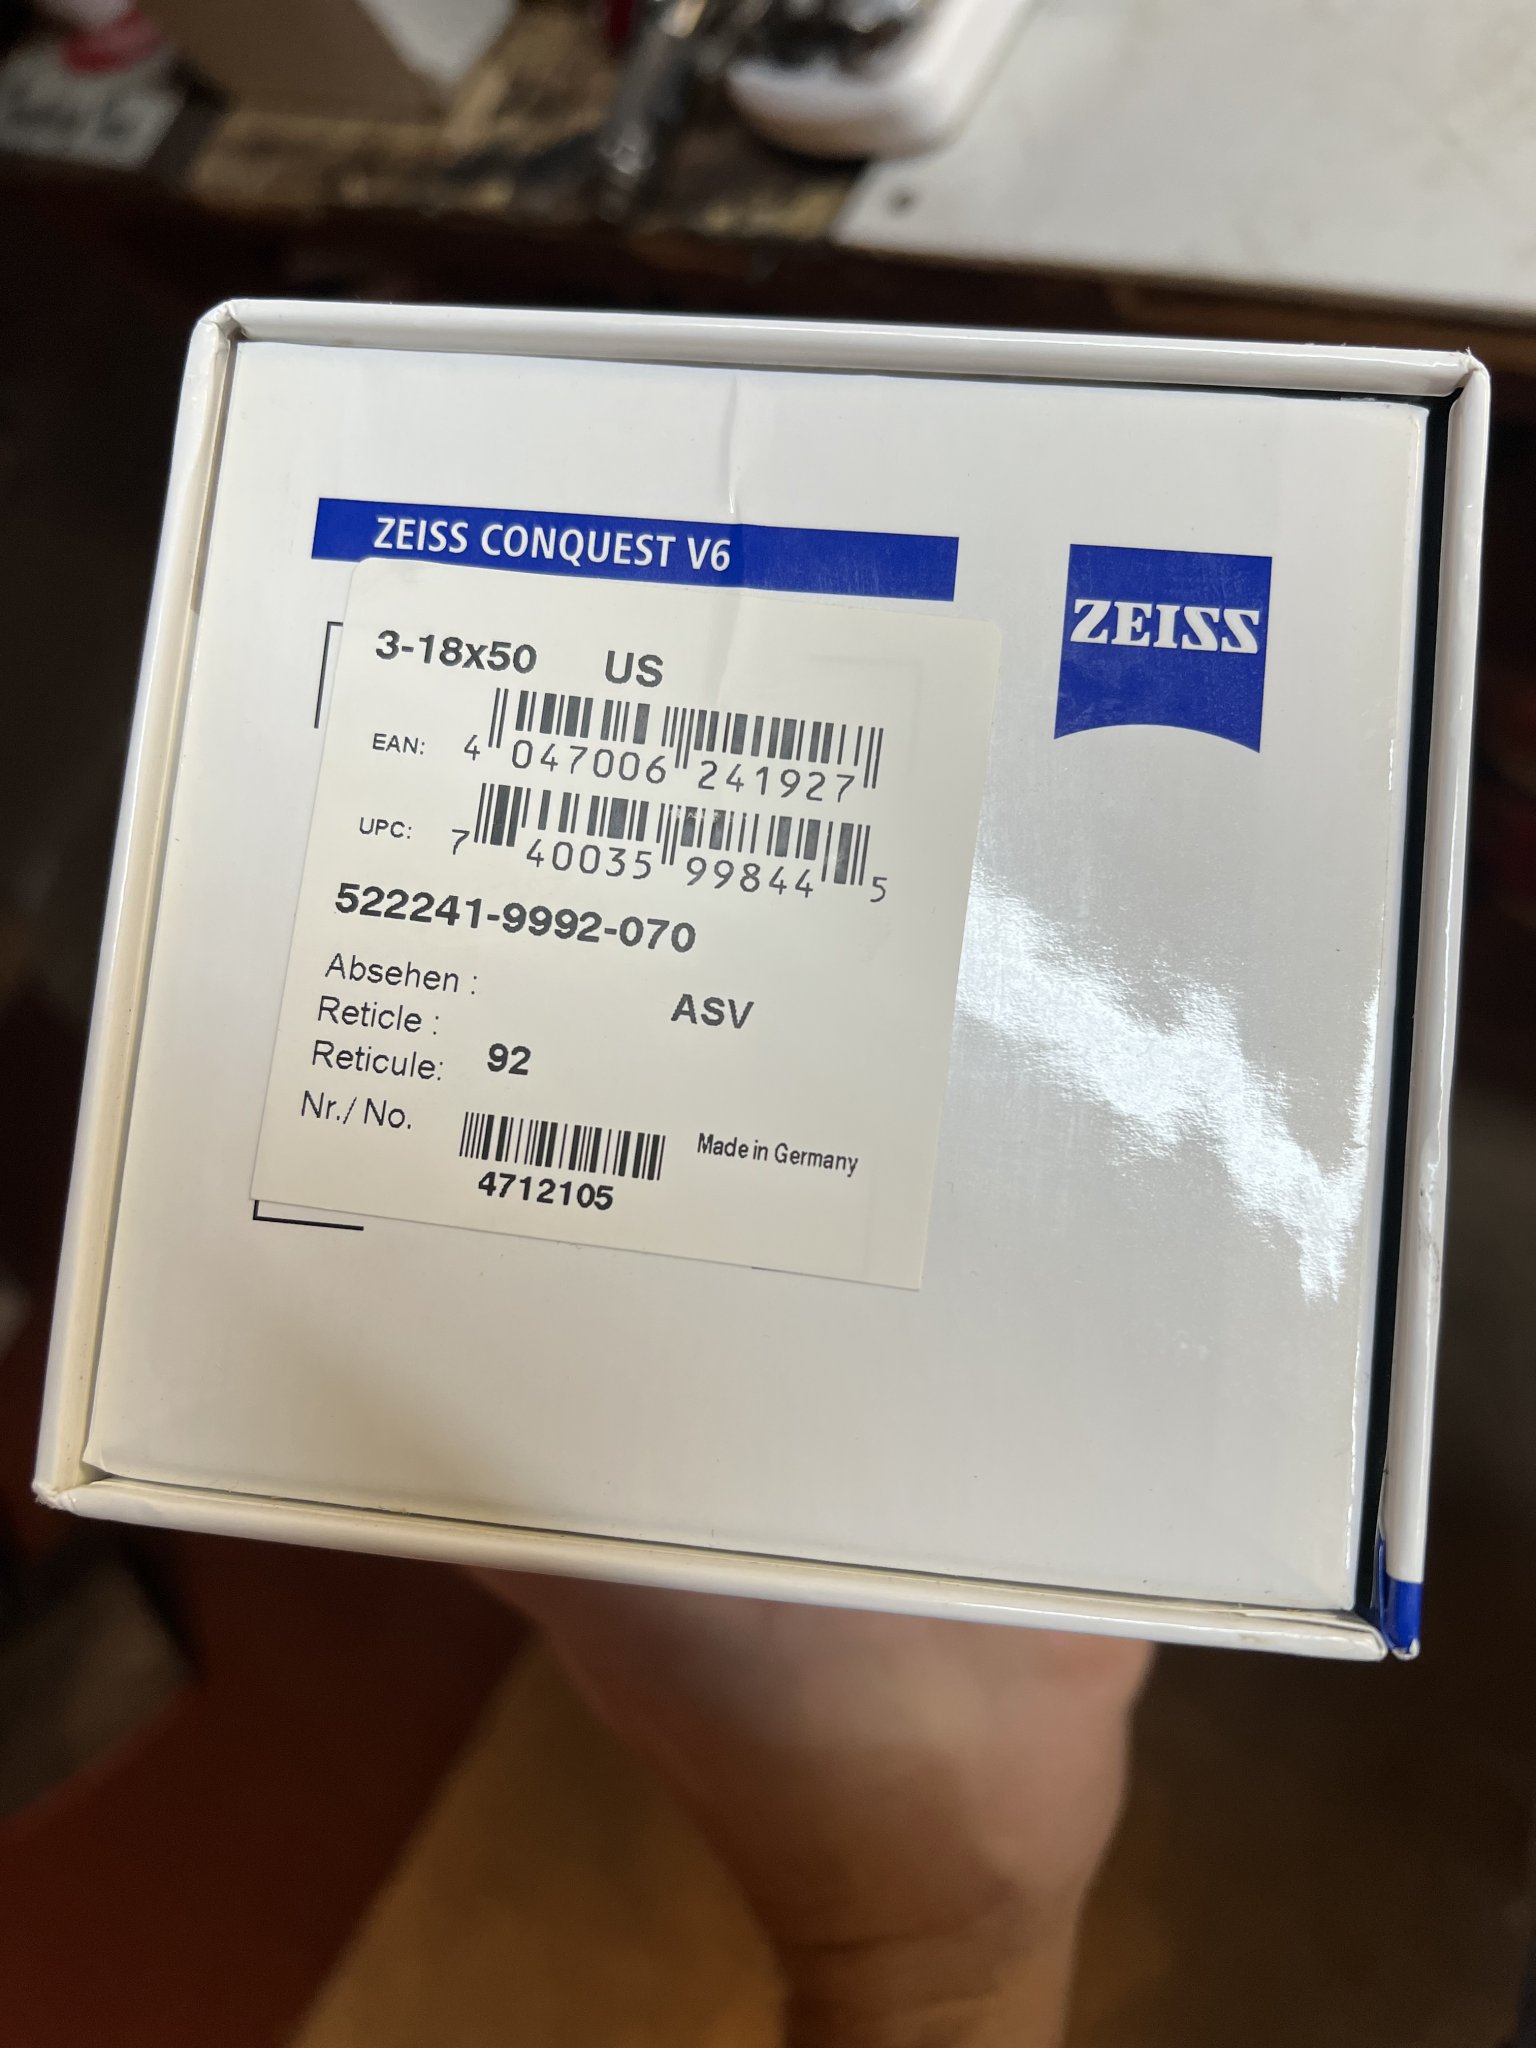 ZEISS CONQUEST V6
ZEISS
3-18x50 US
EAN: 4 047006 241927
UPC: 7 40035 99844 5
522241-9992-070
Absehen :
Reticle : ASV
Reticule: 92
Nr./ No.
4712105
Made in Germany